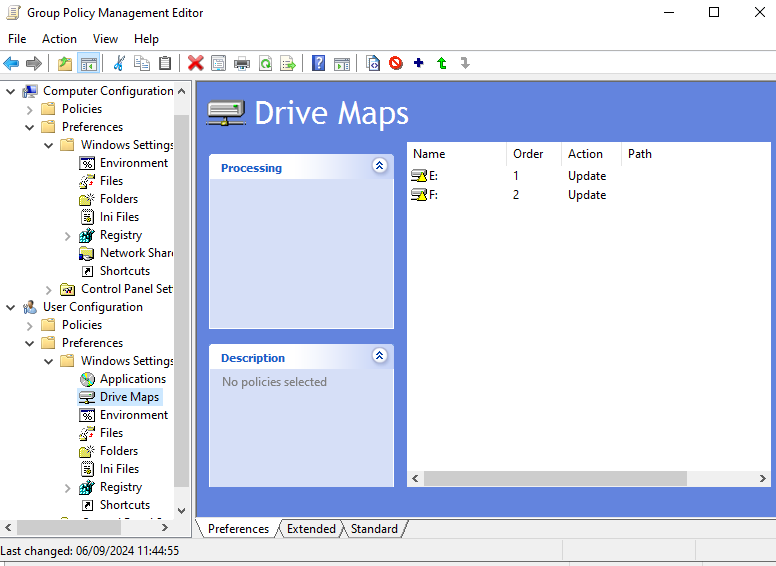 Group Policy Management Editor
File Action View Help
Computer Configuration
Policies
Preferences
Windows Settings
Environment
Files
Folders
Ini Files
Registry
Network Shar
Shortcuts
Control Panel Set
User Configuration
Policies
Preferences
Windows Settings
Applications
Drive Maps
Environment
Files
Folders
Ini Files
Registry
Shortcuts
Drive Maps
Processing
Description
No policies selected
Name Order Action Path
E: 1 Update
F: 2 Update
Preferences Extended Standard
Last changed: 06/09/2024 11:44:55